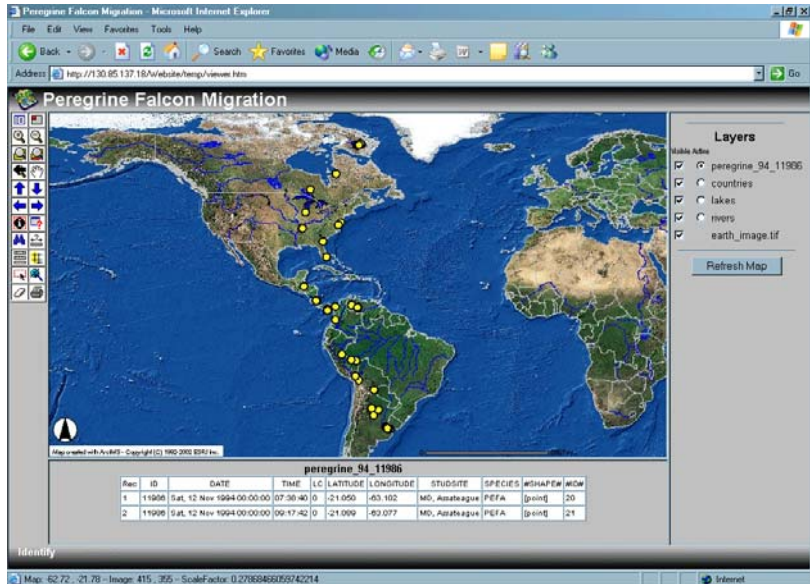 Peregrine Falcon Migration - Microsoft Internet Explorer
File Edit View Favorites Tools Help
Back Search Favorites Media
Address http://130.85.137.18/Website/temp/viewer.htm Go
Peregrine Falcon Migration
Layers
Visible Active
peregrine_94_11986
countries
lakes
rivers
earth_image.tif
Refresh Map
Map created with ArcIMS - Copyright (C) 1992-2002 ESRI Inc.
peregrine_94_11986
Rec ID DATE TIME LC LATITUDE LONGITUDE STUDSITE SPECIES #SHAPE# #ID#
1 11986 Sat, 12 Nov 1994 00:00:00 07:38:40 0 -21.050 -63.102 MD, Assateague PEFA [point] 20
2 11986 Sat, 12 Nov 1994 00:00:00 09:17:42 0 -21.089 -63.077 MD, Assateague PEFA [point] 21
Identify
Map: -62.72 , -21.78 -- Image: 415 , 355 -- ScaleFactor: 0.27868466059742214
Internet